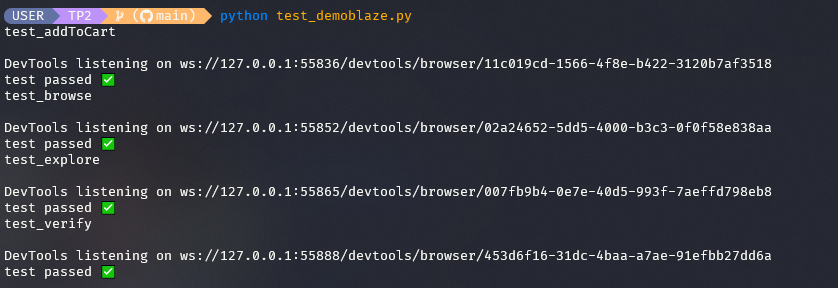 USER TP2 (main) python test_demoblaze.py
test_addToCart
DevTools listening on ws://127.0.0.1:55836/devtools/browser/11c019cd-1566-4f8e-b422-3120b7af3518
test passed ✅
test_browse
DevTools listening on ws://127.0.0.1:55852/devtools/browser/02a24652-5dd5-4000-b3c3-0f0f58e838aa
test passed ✅
test_explore
DevTools listening on ws://127.0.0.1:55865/devtools/browser/007fb9b4-0e7e-40d5-993f-7aeffd798eb8
test passed ✅
test_verify
DevTools listening on ws://127.0.0.1:55888/devtools/browser/453d6f16-31dc-4baa-a7ae-91efbb27dd6a
test passed ✅